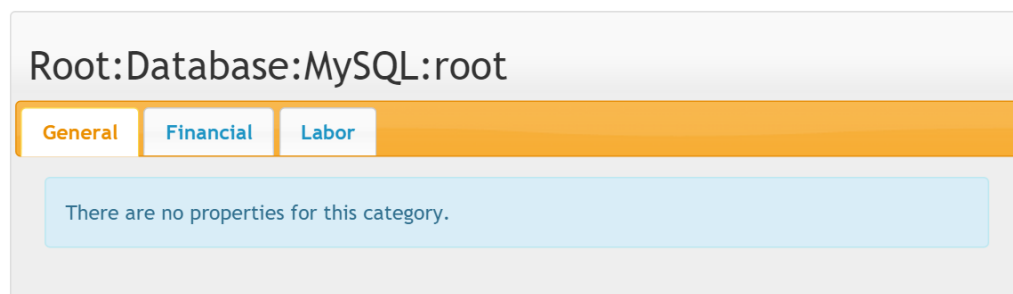 Root:Database:MySQL:root
General Financial Labor
There are no properties for this category.